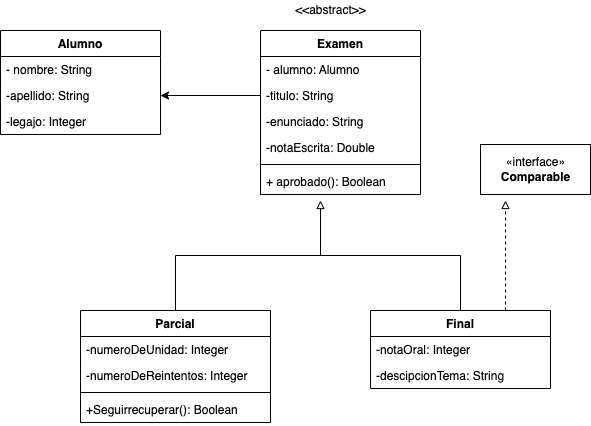 <<abstract>>
Alumno
- nombre: String
-apellido: String
-legajo: Integer
Examen
- alumno: Alumno
-titulo: String
-enunciado: String
-notaEscrita: Double
+ aprobado(): Boolean
«interface»
Comparable
Parcial
-numeroDeUnidad: Integer
-numeroDeReintentos: Integer
+Seguirrecuperar(): Boolean
Final
-notaOral: Integer
-descipcionTema: String